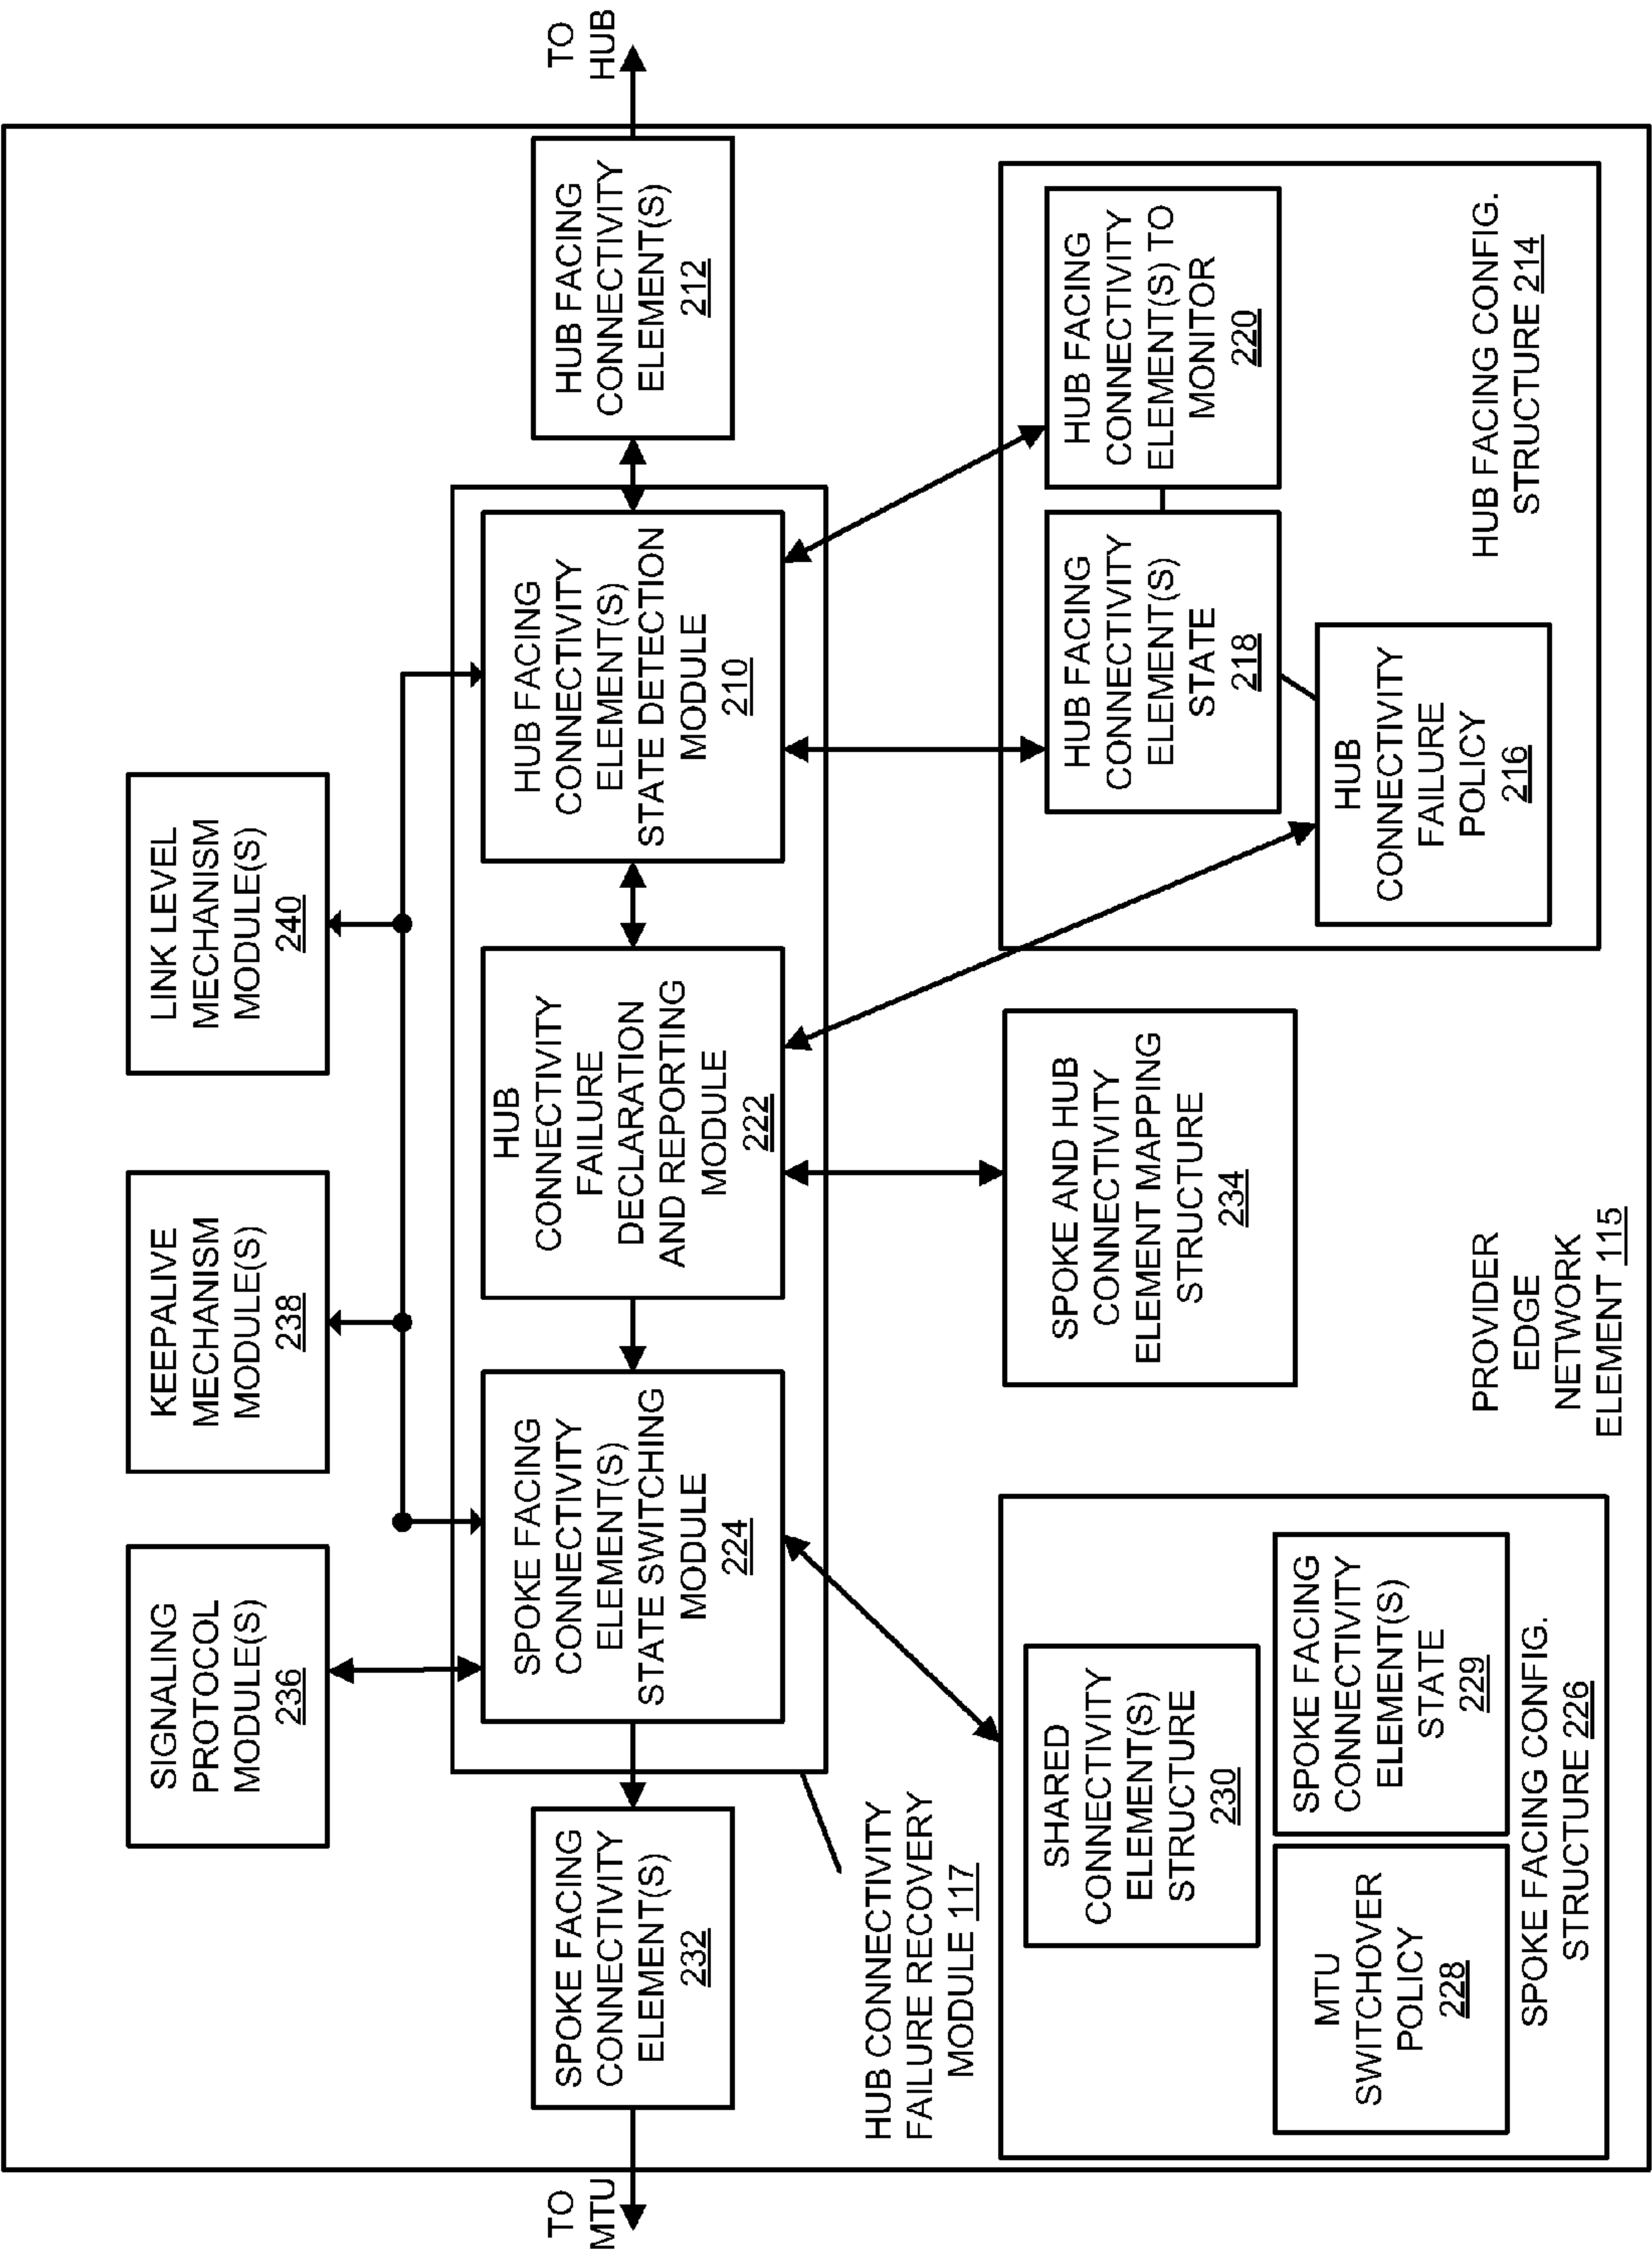 SIGNALING
PROTOCOL
MODULE(S)
236
KEEPALIVE
MECHANISM
MODULE(S)
238
LINK LEVEL
MECHANISM
MODULE(S)
240
TO
MTU
SPOKE FACING
CONNECTIVITY
ELEMENT(S)
232
SPOKE FACING
CONNECTIVITY
ELEMENT(S)
STATE SWITCHING
MODULE
224
HUB
CONNECTIVITY
FAILURE
DECLARATION
AND REPORTING
MODULE
222
HUB FACING
CONNECTIVITY
ELEMENT(S)
STATE DETECTION
MODULE
210
HUB FACING
CONNECTIVITY
ELEMENT(S)
212
TO
HUB
HUB CONNECTIVITY
FAILURE RECOVERY
MODULE 117
SHARED
CONNECTIVITY
ELEMENT(S)
STRUCTURE
230
MTU
SWITCHOVER
POLICY
228
SPOKE FACING
CONNECTIVITY
ELEMENT(S)
STATE
229
SPOKE FACING CONFIG.
STRUCTURE 226
SPOKE AND HUB
CONNECTIVITY
ELEMENT MAPPING
STRUCTURE
234
PROVIDER
EDGE
NETWORK
ELEMENT 115
HUB FACING
CONNECTIVITY
ELEMENT(S)
STATE
218
HUB FACING
CONNECTIVITY
ELEMENT(S) TO
MONITOR
220
HUB
CONNECTIVITY
FAILURE
POLICY
216
HUB FACING CONFIG.
STRUCTURE 214